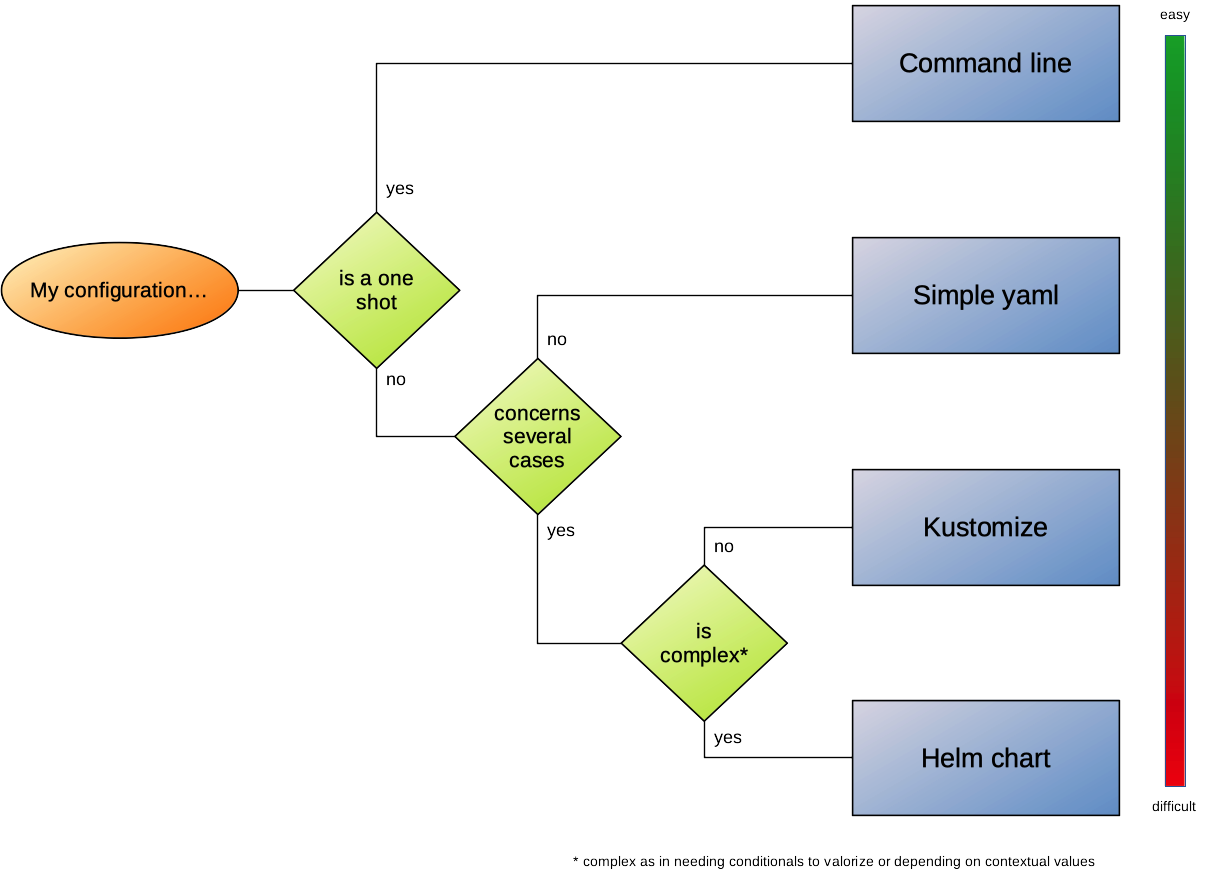 easy
Command line
yes
is a one
shot
My configuration...
Simple yaml
no
no
concerns
several
cases
yes
Kustomize
no
is
complex*
yes
Helm chart
difficult
* complex as in needing conditionals to valorize or depending on contextual values